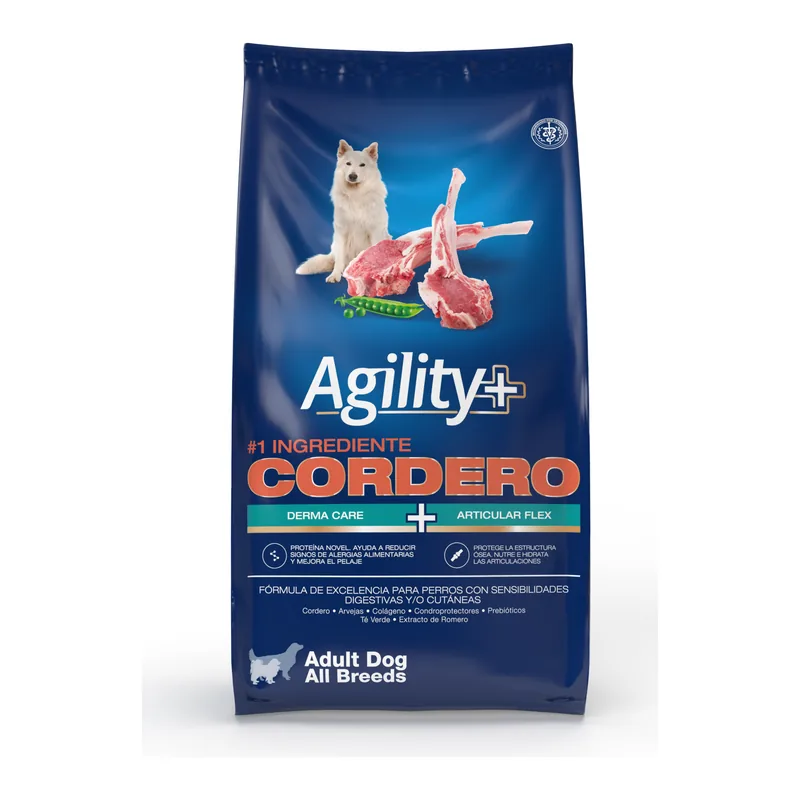 Agility+
#1 INGREDIENTE
CORDERO
DERMA CARE + ARTICULAR FLEX
PROTEÍNA NOVEL. AYUDA A REDUCIR
SIGNOS DE ALERGIAS ALIMENTARIAS
Y MEJORA EL PELAJE
PROTEGE LA ESTRUCTURA
ÓSEA, NUTRE E HIDRATA
LAS ARTICULACIONES
FÓRMULA DE EXCELENCIA PARA PERROS CON SENSIBILIDADES
DIGESTIVAS Y/O CUTÁNEAS
Cordero • Arvejas • Colágeno • Condroprotectores • Prebióticos
Té Verde • Extracto de Romero
Adult Dog
All Breeds